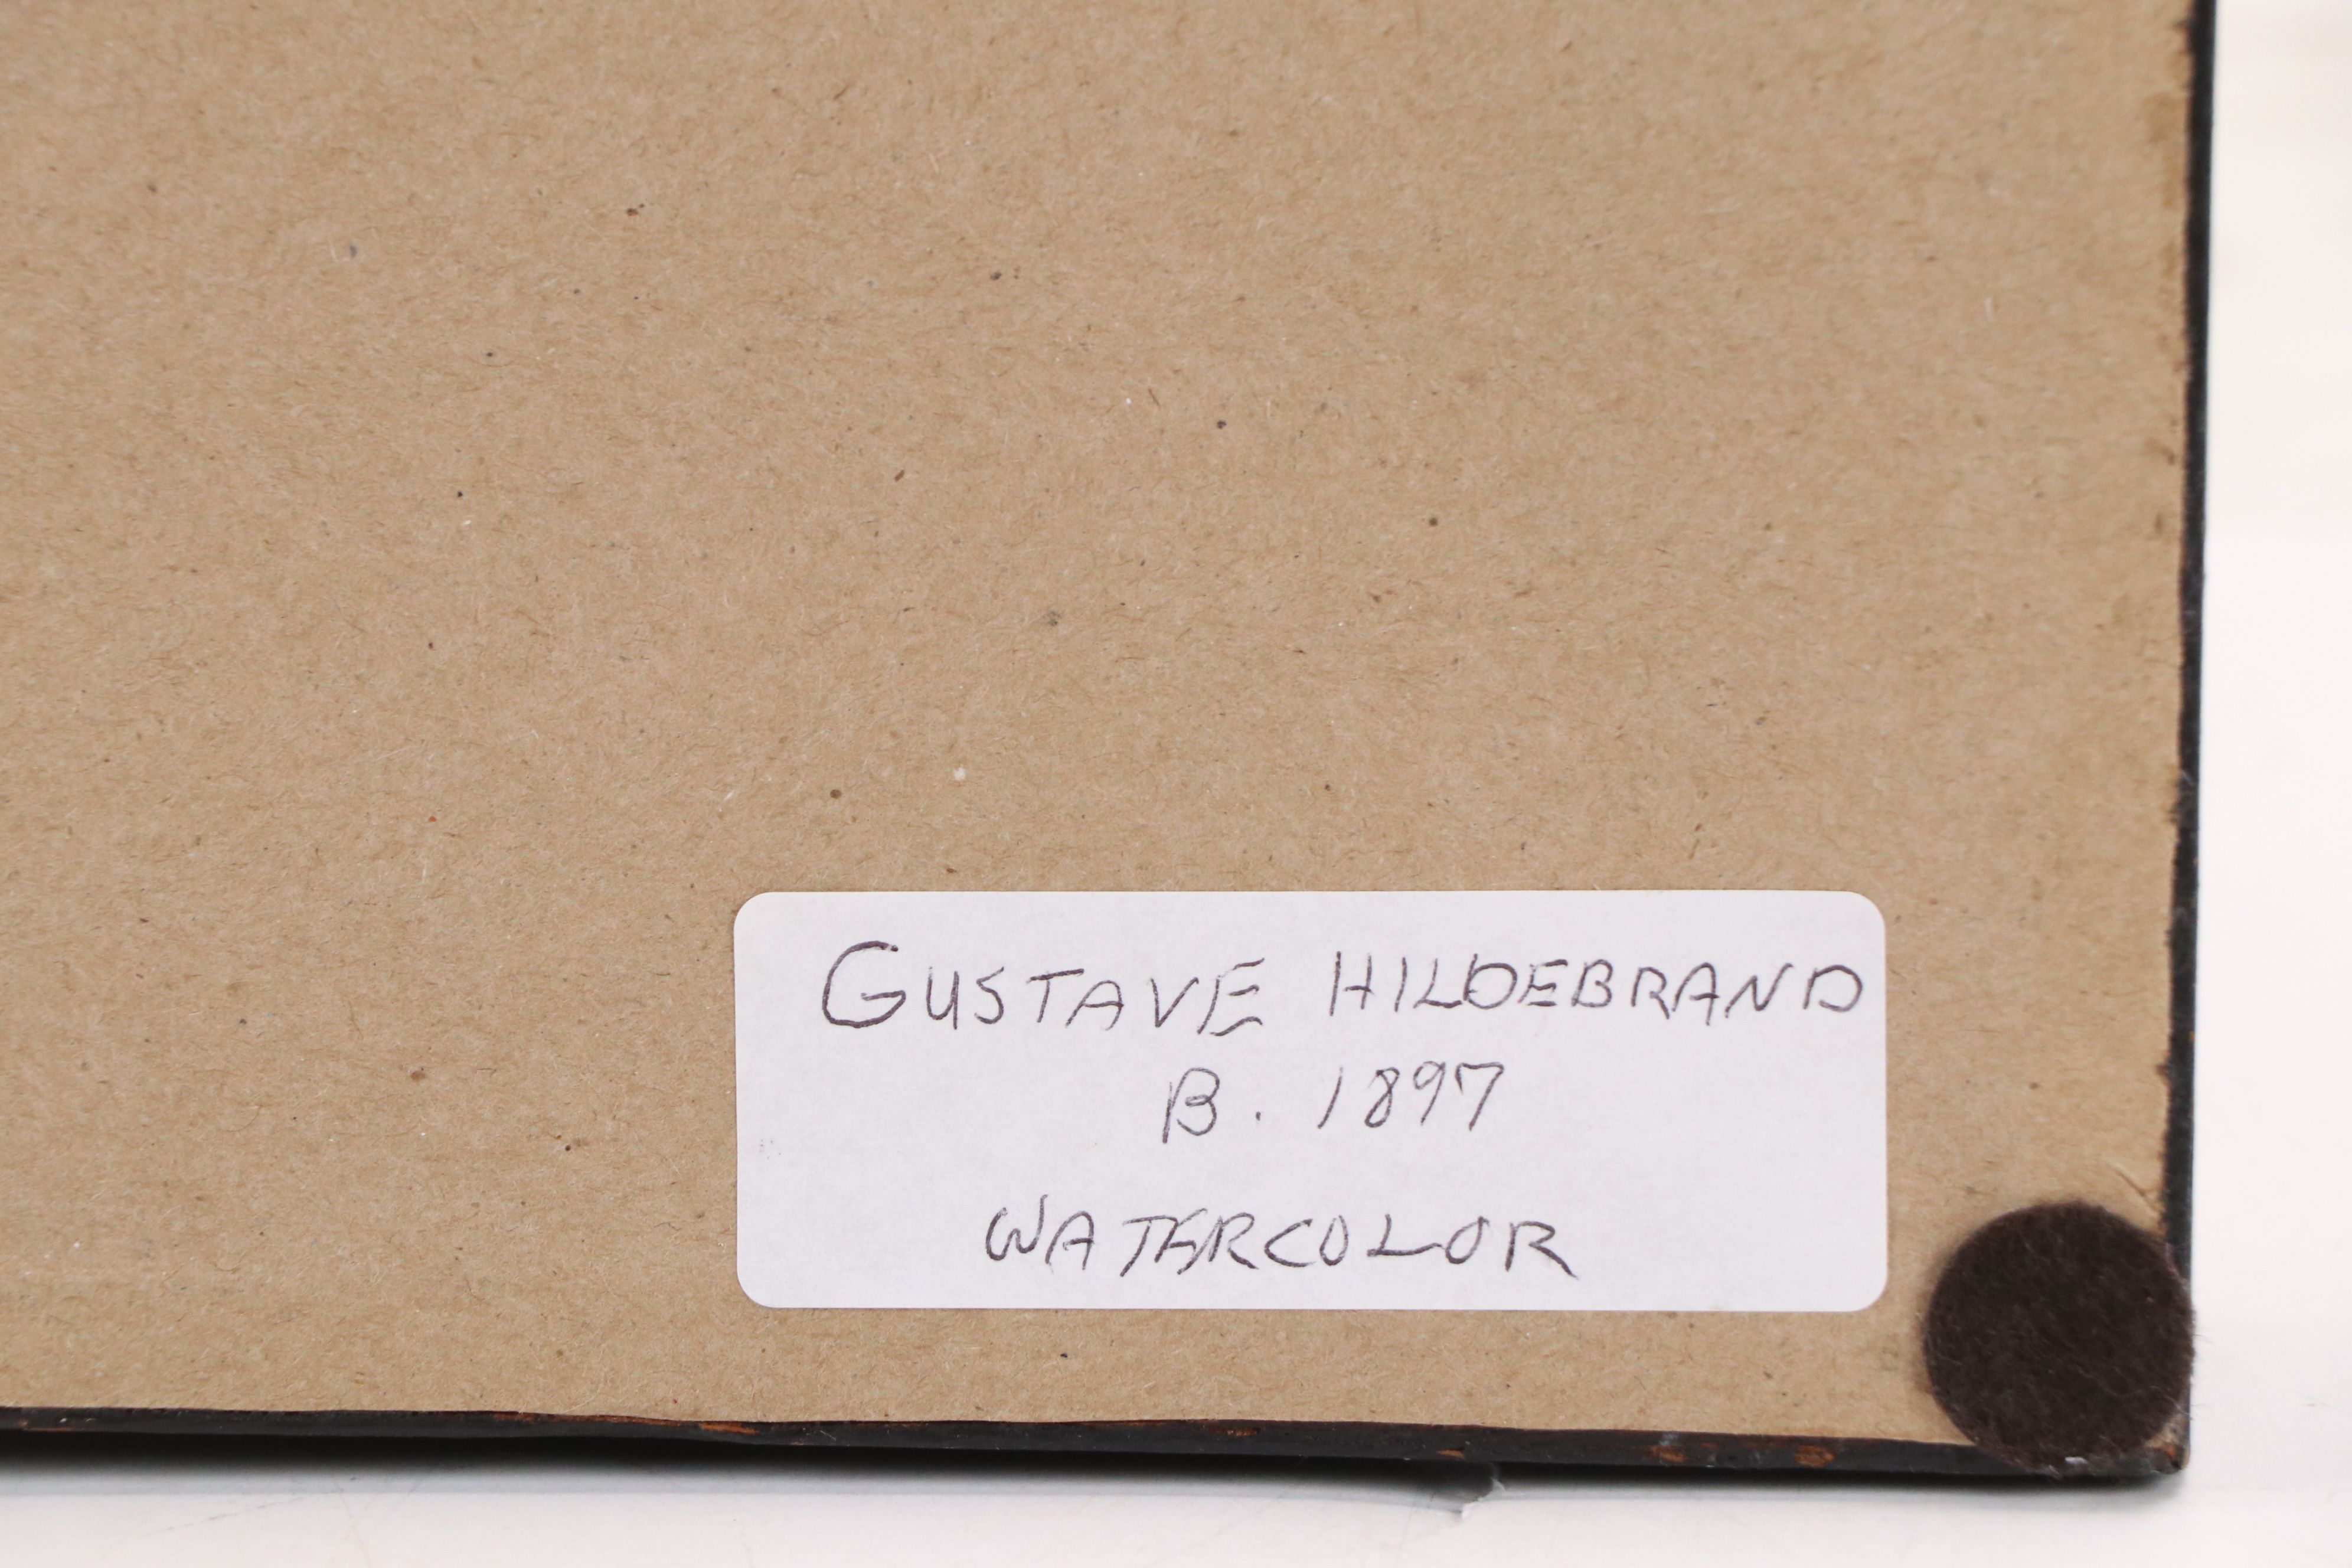 GUSTAVE HILDEBRAND
B. 1897
WATERCOLOR